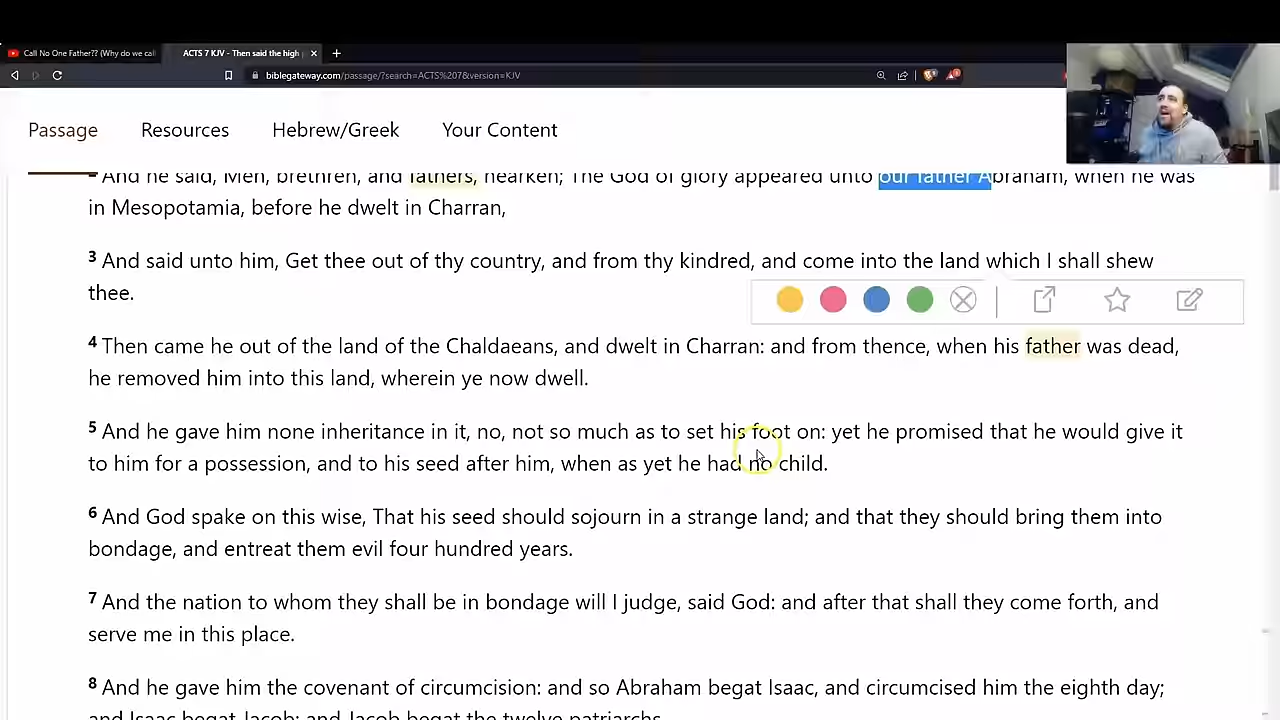 Call No One Father?? (Why do we cal
ACTS 7 KJV - Then said the high
biblegateway.com/passage/?search=ACTS%207&version=KJV
Passage
Resources
Hebrew/Greek
Your Content
2 And he said, Men, brethren, and fathers, hearken; The God of glory appeared unto our father Abraham, when he was
in Mesopotamia, before he dwelt in Charran,
3 And said unto him, Get thee out of thy country, and from thy kindred, and come into the land which I shall shew
thee.
4 Then came he out of the land of the Chaldaeans, and dwelt in Charran: and from thence, when his father was dead,
he removed him into this land, wherein ye now dwell.
5 And he gave him none inheritance in it, no, not so much as to set his foot on: yet he promised that he would give it
to him for a possession, and to his seed after him, when as yet he had no child.
6 And God spake on this wise, That his seed should sojourn in a strange land; and that they should bring them into
bondage, and entreat them evil four hundred years.
7 And the nation to whom they shall be in bondage will I judge, said God: and after that shall they come forth, and
serve me in this place.
8 And he gave him the covenant of circumcision: and so Abraham begat Isaac, and circumcised him the eighth day;
and Isaac begat Jacob; and Jacob begat the twelve patriarchs.